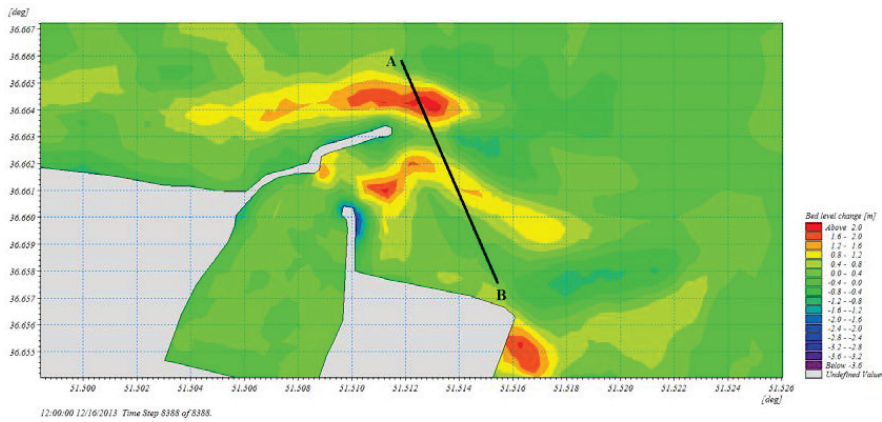 [deg]
36.667
36.666
A
36.665
36.664
36.663
36.662
36.661
36.660
36.659
36.658
36.657
B
36.656
36.655
51.500 51.502 51.504 51.506 51.508 51.510 51.512 51.514 51.516 51.518 51.520 51.522 51.524 51.526
[deg]
Bed level change [m]
Above 2.0
1.6 - 2.0
1.2 - 1.6
0.8 - 1.2
0.4 - 0.8
0.0 - 0.4
-0.4 - 0.0
-0.8 - -0.4
-1.2 - -0.8
-1.6 - -1.2
-2.0 - -1.6
-2.4 - -2.0
-2.8 - -2.4
-3.2 - -2.8
-3.6 - -3.2
Below -3.6
Undefined Value
12:00:00 12/16/2013 Time Step 8388 of 8388.